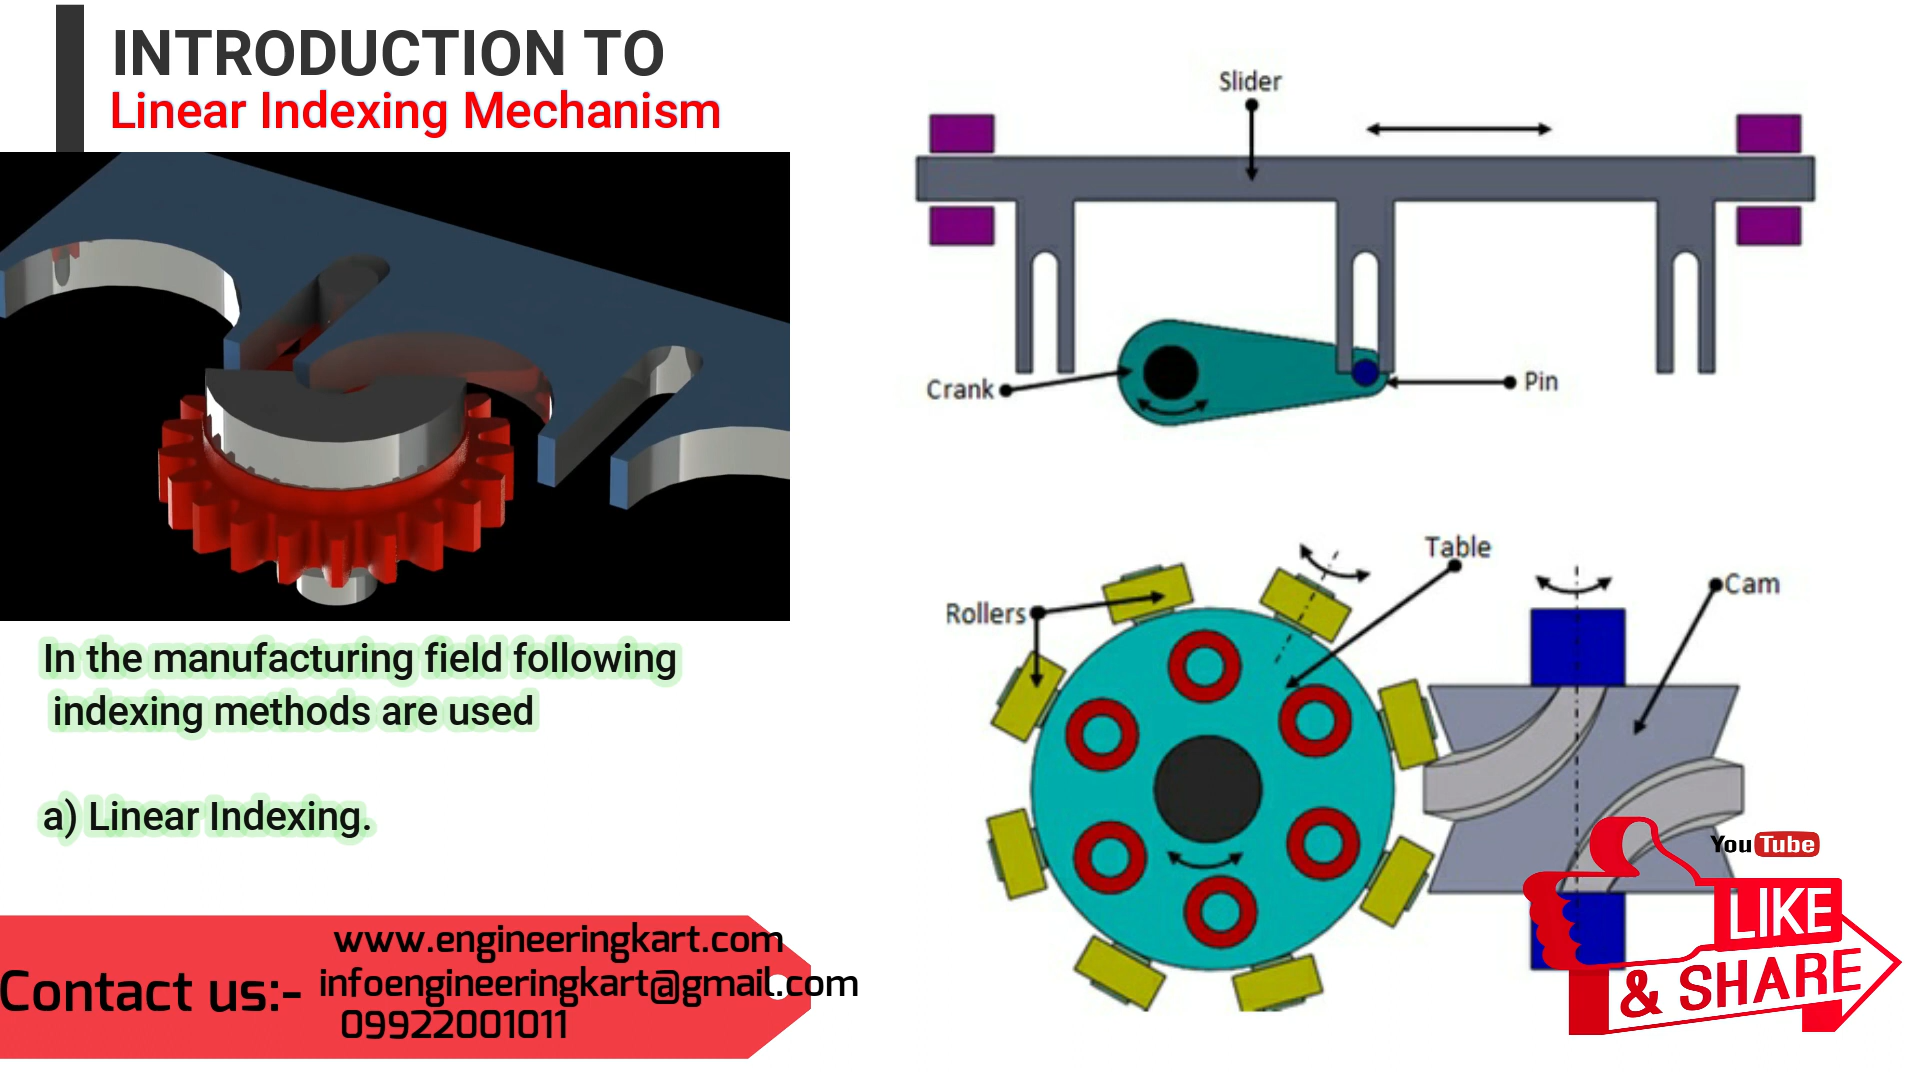 INTRODUCTION TO
Linear Indexing Mechanism
In the manufacturing field following
indexing methods are used
a) Linear Indexing.
Contact us:-
www.engineeringkart.com
infoengineeringkart@gmail.com
09922001011
Slider
Crank
Pin
Table
Rollers
Cam
YouTube
LIKE
& SHARE